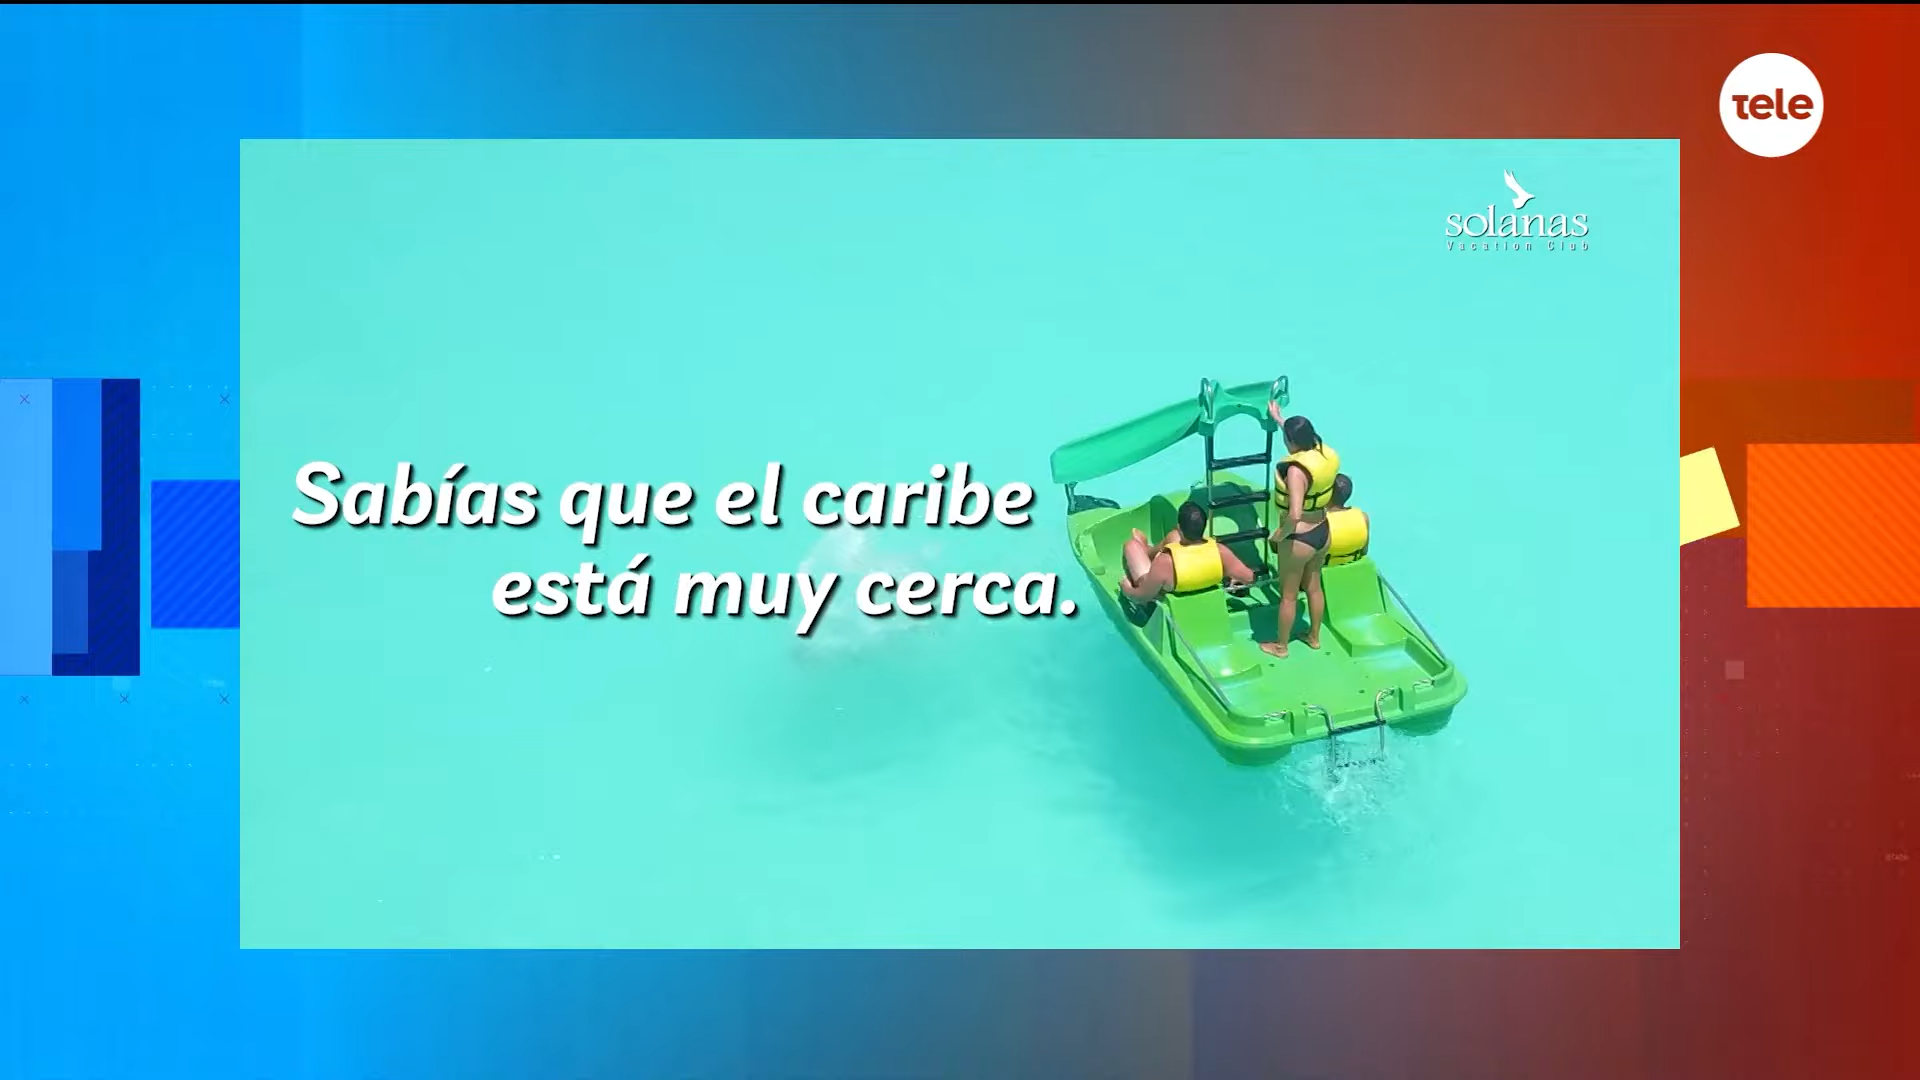 tele
solanas
Vacation Club
Sabías que el caribe
está muy cerca.